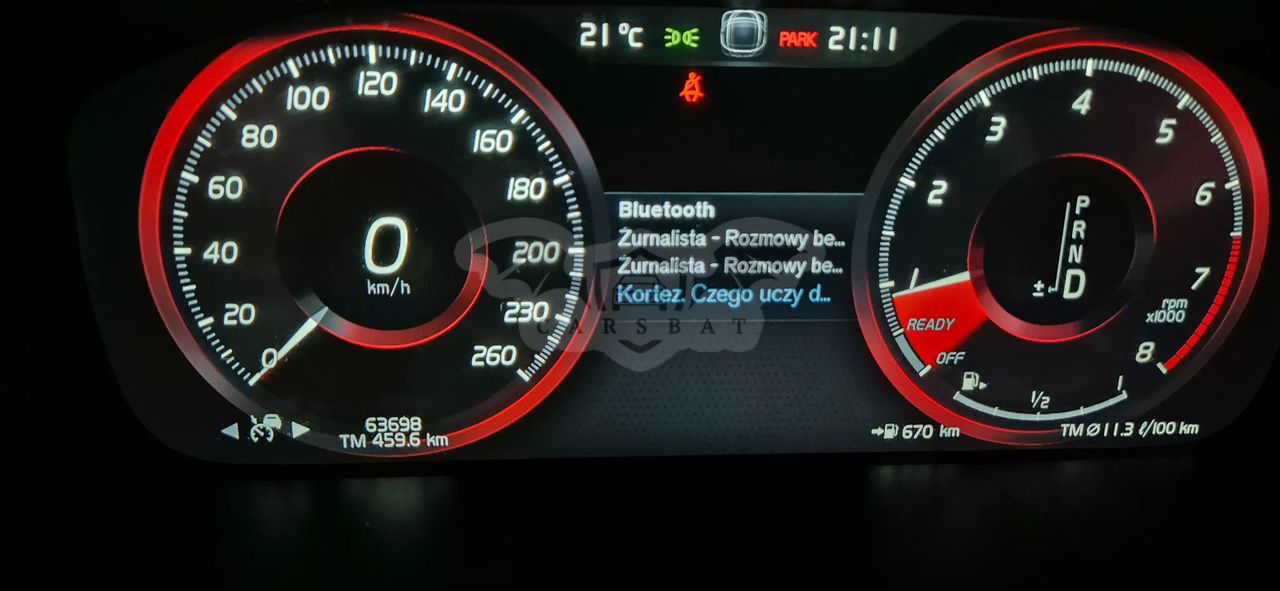 21 °C PARK 21:11
0
20
40
60
80
100
120
140
160
180
200
230
260
0
km/h
63698
TM 459.6 km
Bluetooth
Żurnalista - Rozmowy be...
Żurnalista - Rozmowy be...
Kortez. Czego uczy d...
CARSBAT
OFF
READY
1
2
3
4
5
6
7
8
rpm
x1000
P
R
N
± D
1/2
1
670 km
TM Ø 11.3 ℓ/100 km